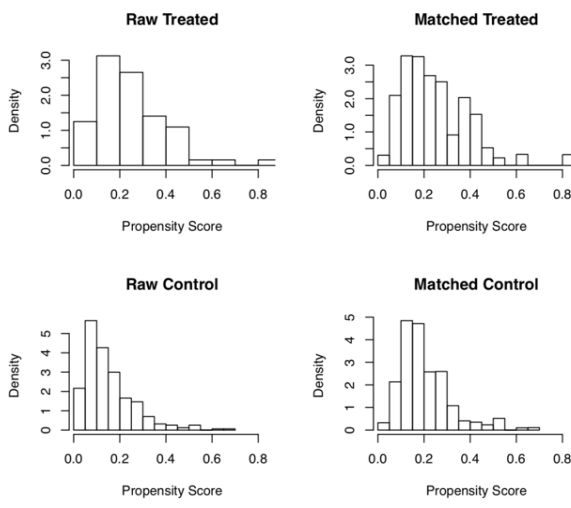 Raw Treated
Density
0.0 1.0 2.0 3.0
0.0 0.2 0.4 0.6 0.8
Propensity Score
Matched Treated
Density
0.0 1.0 2.0 3.0
0.0 0.2 0.4 0.6 0.8
Propensity Score
Raw Control
Density
0 1 2 3 4 5
0.0 0.2 0.4 0.6 0.8
Propensity Score
Matched Control
Density
0 1 2 3 4 5
0.0 0.2 0.4 0.6 0.8
Propensity Score